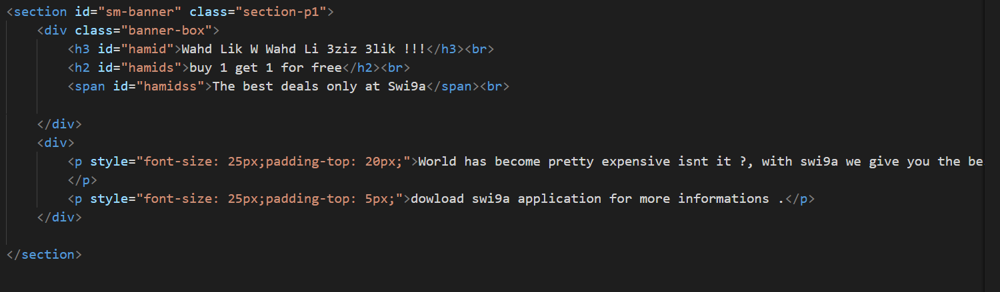 <section id="sm-banner" class="section-p1">
<div class="banner-box">
<h3 id="hamid">Wahd Lik W Wahd Li 3ziz 3lik !!!</h3><br>
<h2 id="hamids">buy 1 get 1 for free</h2><br>
<span id="hamidss">The best deals only at Swi9a</span><br>
</div>
<div>
<p style="font-size: 25px;padding-top: 20px;">World has become pretty expensive isnt it ?, with swi9a we give you the be
</p>
<p style="font-size: 25px;padding-top: 5px;">dowload swi9a application for more informations .</p>
</div>
</section>